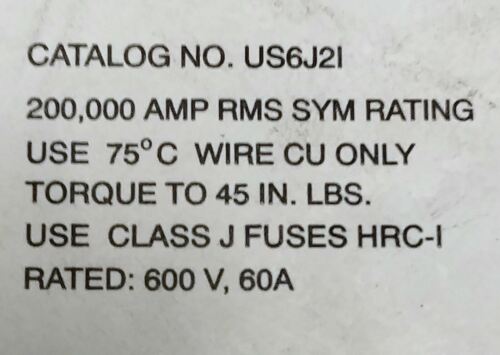 CATALOG NO. US6J2I
200,000 AMP RMS SYM RATING
USE 75°C WIRE CU ONLY
TORQUE TO 45 IN. LBS.
USE CLASS J FUSES HRC-I
RATED: 600 V, 60A